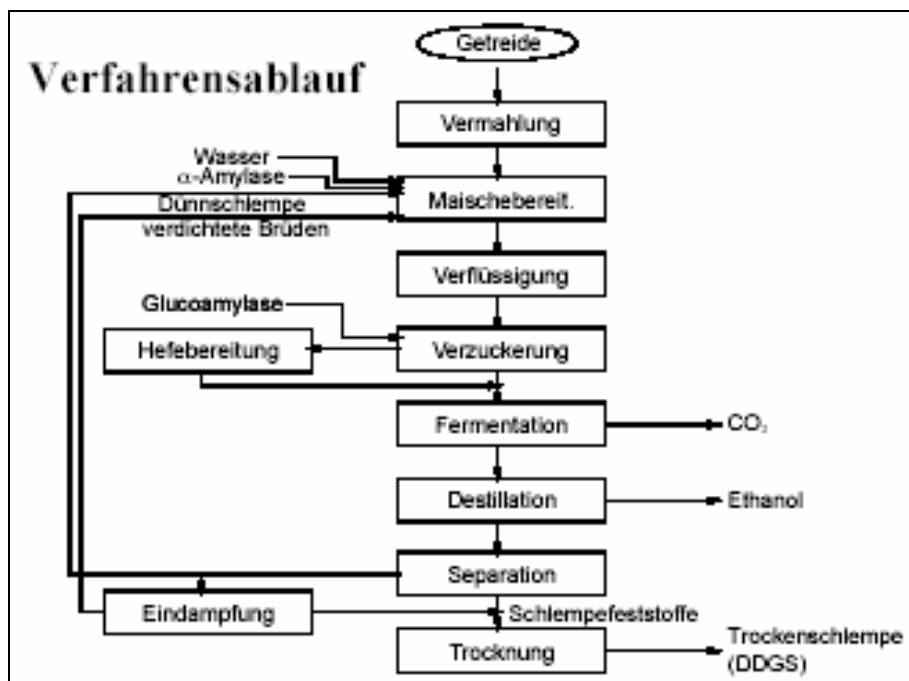 Getreide
Verfahrensablauf
Vermahlung
Wasser
α-Amylase
Maischebereit.
Dünnschlempe
verdichtete Brüden
Verflüssigung
Glucoamylase
Hefebereitung
Verzuckerung
Fermentation
CO₂
Destillation
Ethanol
Separation
Eindampfung
Schlempefeststoffe
Trocknung
Trockenschlempe
(DDGS)